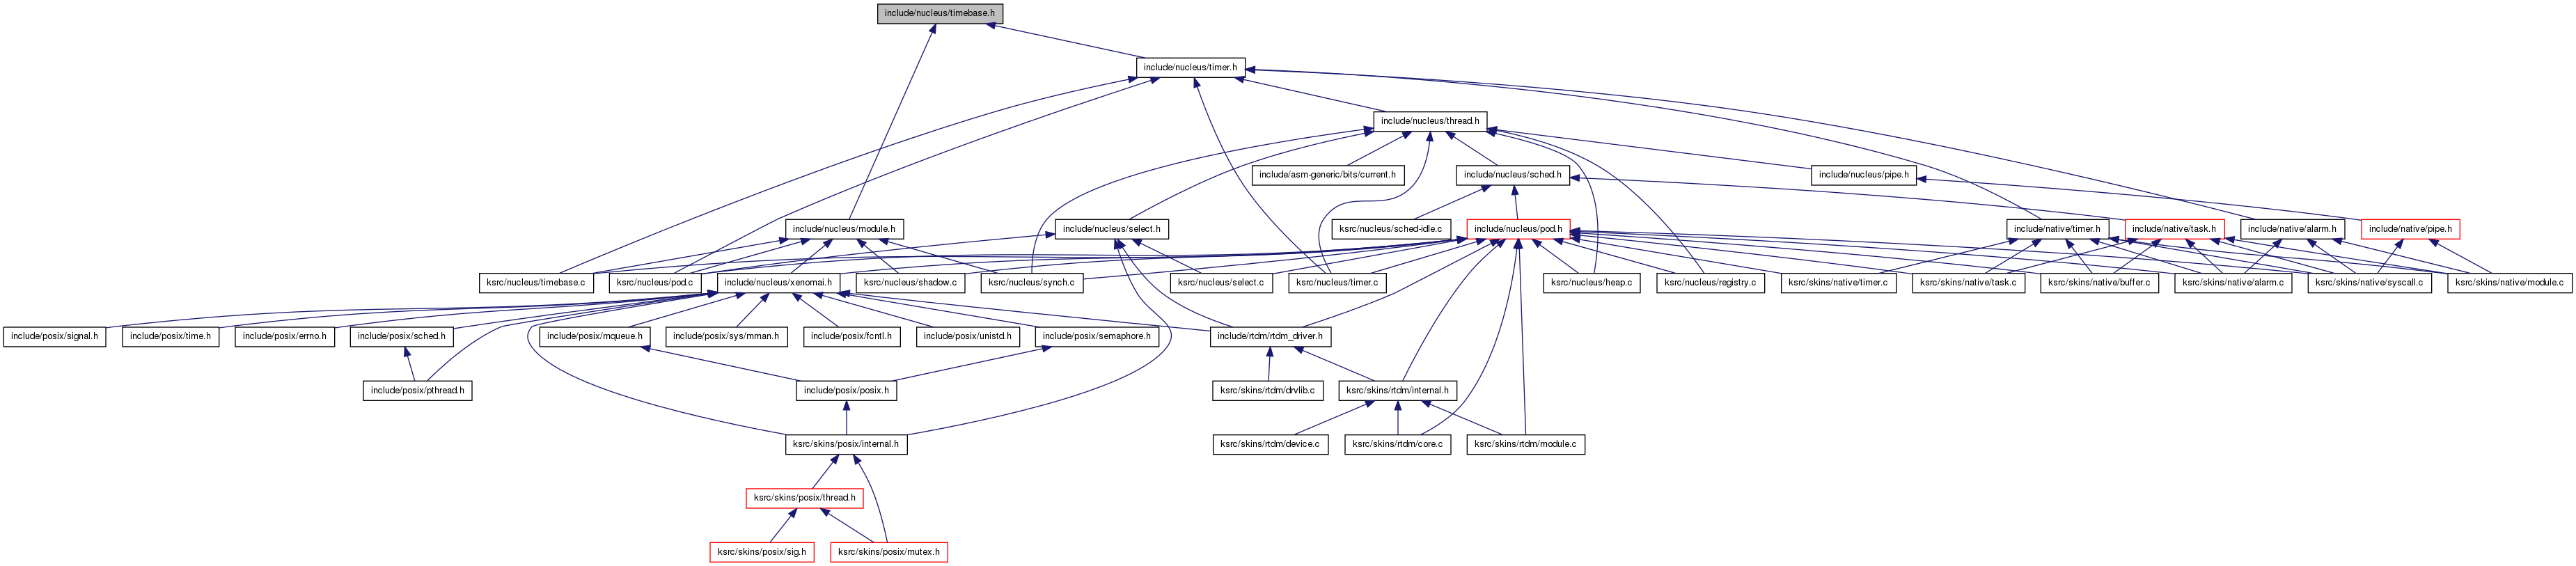 include/nucleus/timebase.h
include/nucleus/timer.h
include/nucleus/thread.h
include/asm-generic/bits/current.h
include/nucleus/sched.h
include/nucleus/pipe.h
include/nucleus/module.h
include/nucleus/select.h
ksrc/nucleus/sched-idle.c
include/nucleus/pod.h
include/native/timer.h
include/native/task.h
include/native/alarm.h
include/native/pipe.h
ksrc/nucleus/timebase.c
ksrc/nucleus/pod.c
include/nucleus/xenomai.h
ksrc/nucleus/shadow.c
ksrc/nucleus/synch.c
ksrc/nucleus/select.c
ksrc/nucleus/timer.c
ksrc/nucleus/heap.c
ksrc/nucleus/registry.c
ksrc/skins/native/timer.c
ksrc/skins/native/task.c
ksrc/skins/native/buffer.c
ksrc/skins/native/alarm.c
ksrc/skins/native/syscall.c
ksrc/skins/native/module.c
include/posix/signal.h
include/posix/time.h
include/posix/errno.h
include/posix/sched.h
include/posix/mqueue.h
include/posix/sys/mman.h
include/posix/fcntl.h
include/posix/unistd.h
include/posix/semaphore.h
include/rtdm/rtdm_driver.h
include/posix/pthread.h
include/posix/posix.h
ksrc/skins/rtdm/drvlib.c
ksrc/skins/rtdm/internal.h
ksrc/skins/posix/internal.h
ksrc/skins/rtdm/device.c
ksrc/skins/rtdm/core.c
ksrc/skins/rtdm/module.c
ksrc/skins/posix/thread.h
ksrc/skins/posix/sig.h
ksrc/skins/posix/mutex.h